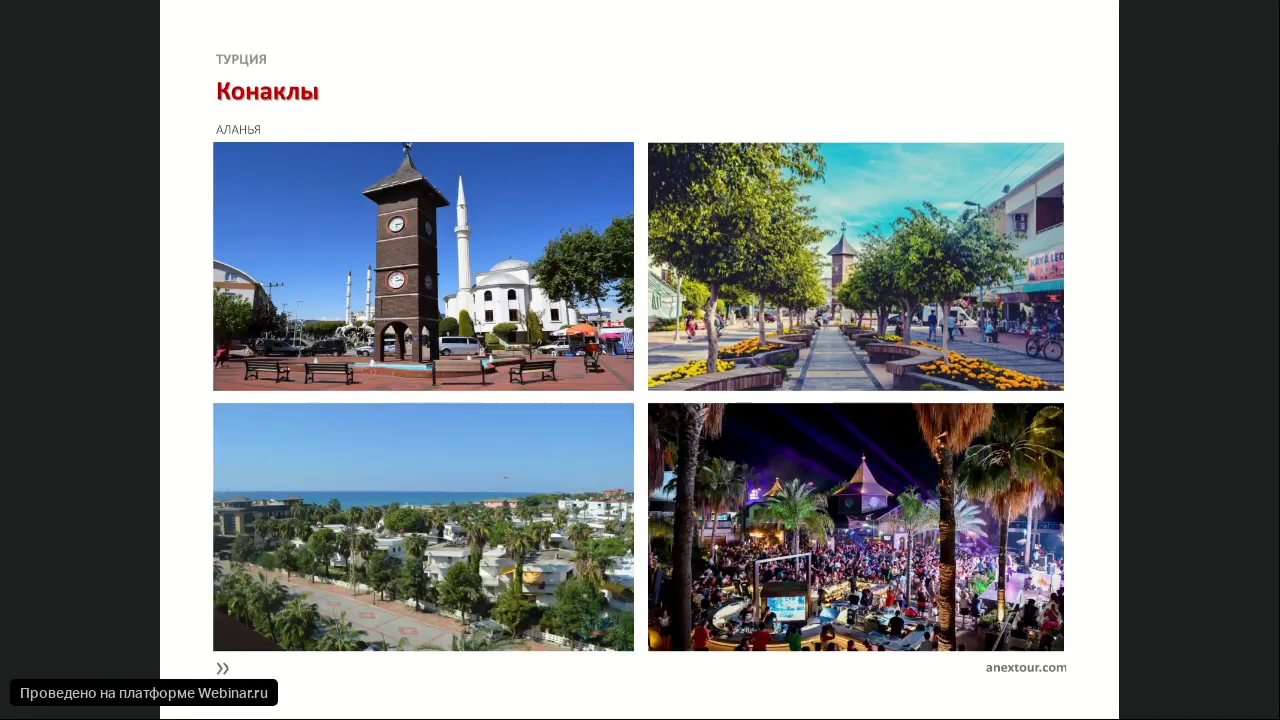 ТУРЦИЯ
Конаклы
АЛАНЬЯ
anextour.com
Проведено на платформе Webinar.ru